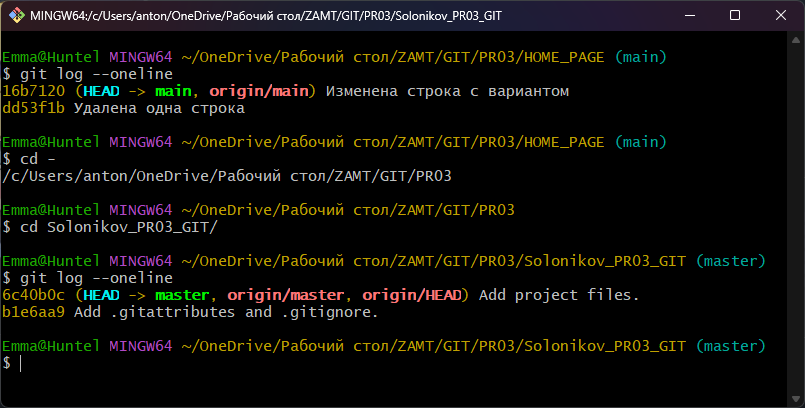 MINGW64:/c/Users/anton/OneDrive/Рабочий стол/ZAMT/GIT/PR03/Solonikov_PR03_GIT
Emma@Huntel MINGW64 ~/OneDrive/Рабочий стол/ZAMT/GIT/PR03/HOME_PAGE (main)
$ git log --oneline
16b7120 (HEAD -> main, origin/main) Изменена строка с вариантом
dd53f1b Удалена одна строка
Emma@Huntel MINGW64 ~/OneDrive/Рабочий стол/ZAMT/GIT/PR03/HOME_PAGE (main)
$ cd -
/c/Users/anton/OneDrive/Рабочий стол/ZAMT/GIT/PR03
Emma@Huntel MINGW64 ~/OneDrive/Рабочий стол/ZAMT/GIT/PR03
$ cd Solonikov_PR03_GIT/
Emma@Huntel MINGW64 ~/OneDrive/Рабочий стол/ZAMT/GIT/PR03/Solonikov_PR03_GIT (master)
$ git log --oneline
6c40b0c (HEAD -> master, origin/master, origin/HEAD) Add project files.
b1e6aa9 Add .gitattributes and .gitignore.
Emma@Huntel MINGW64 ~/OneDrive/Рабочий стол/ZAMT/GIT/PR03/Solonikov_PR03_GIT (master)
$